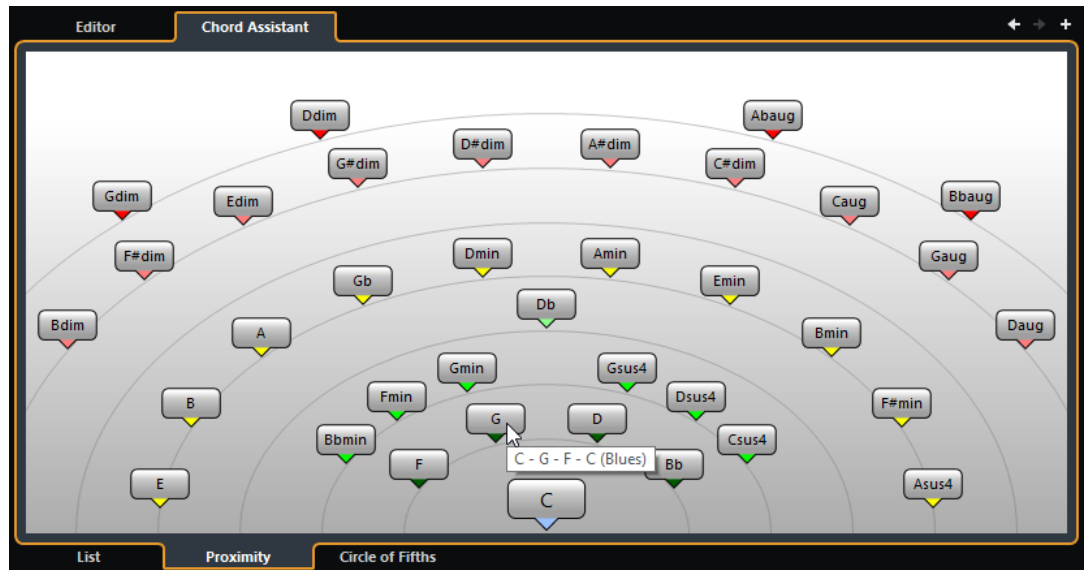 Editor
Chord Assistant
Ddim
Abaug
D#dim
A#dim
G#dim
C#dim
Gdim
Edim
Caug
Bbaug
F#dim
Dmin
Amin
Gaug
Gb
Emin
Db
Bdim
A
Bmin
Daug
Gmin
Gsus4
Fmin
Dsus4
B
F#min
G
D
Bbmin
Csus4
C - G - F - C (Blues)
F
Bb
E
Asus4
C
List
Proximity
Circle of Fifths